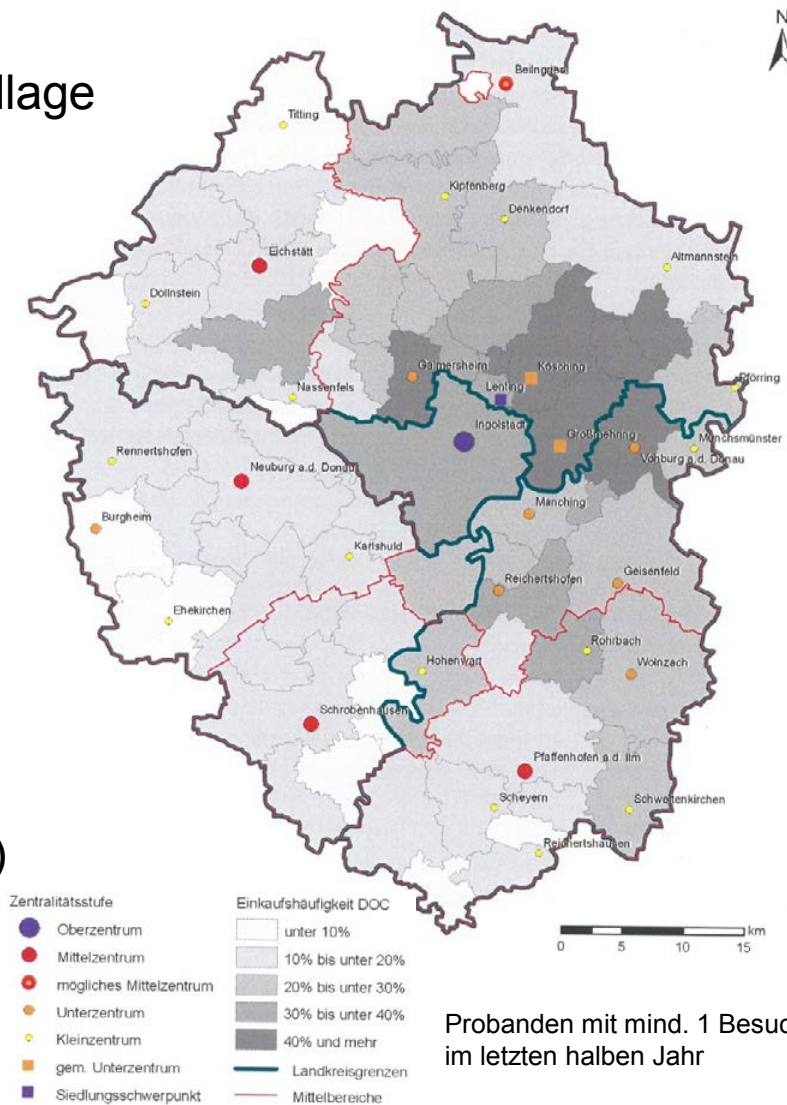 N
llage
Beilngries
Titting
Kipfenberg
Denkendorf
Altmannstein
Eichstätt
Dollnstein
Gaimersheim
Kösching
Pförring
Nassenfels
Lenting
Ingolstadt
Großmehring
Münchsmünster
Rennertshofen
Neuburg a.d. Donau
Vohburg a.d. Donau
Manching
Burgheim
Karlshuld
Reichertshofen
Geisenfeld
Ehekirchen
Rohrbach
Hohenwart
Wolnzach
Schrobenhausen
Pfaffenhofen a.d. Ilm
Scheyern
Schweitenkirchen
Reichertshausen
)
Zentralitätsstufe
Oberzentrum
Mittelzentrum
mögliches Mittelzentrum
Unterzentrum
Kleinzentrum
gem. Unterzentrum
Siedlungsschwerpunkt
Einkaufshäufigkeit DOC
unter 10%
10% bis unter 20%
20% bis unter 30%
30% bis unter 40%
40% und mehr
Landkreisgrenzen
Mittelbereiche
km
0 5 10 15
Probanden mit mind. 1 Besuc
im letzten halben Jahr